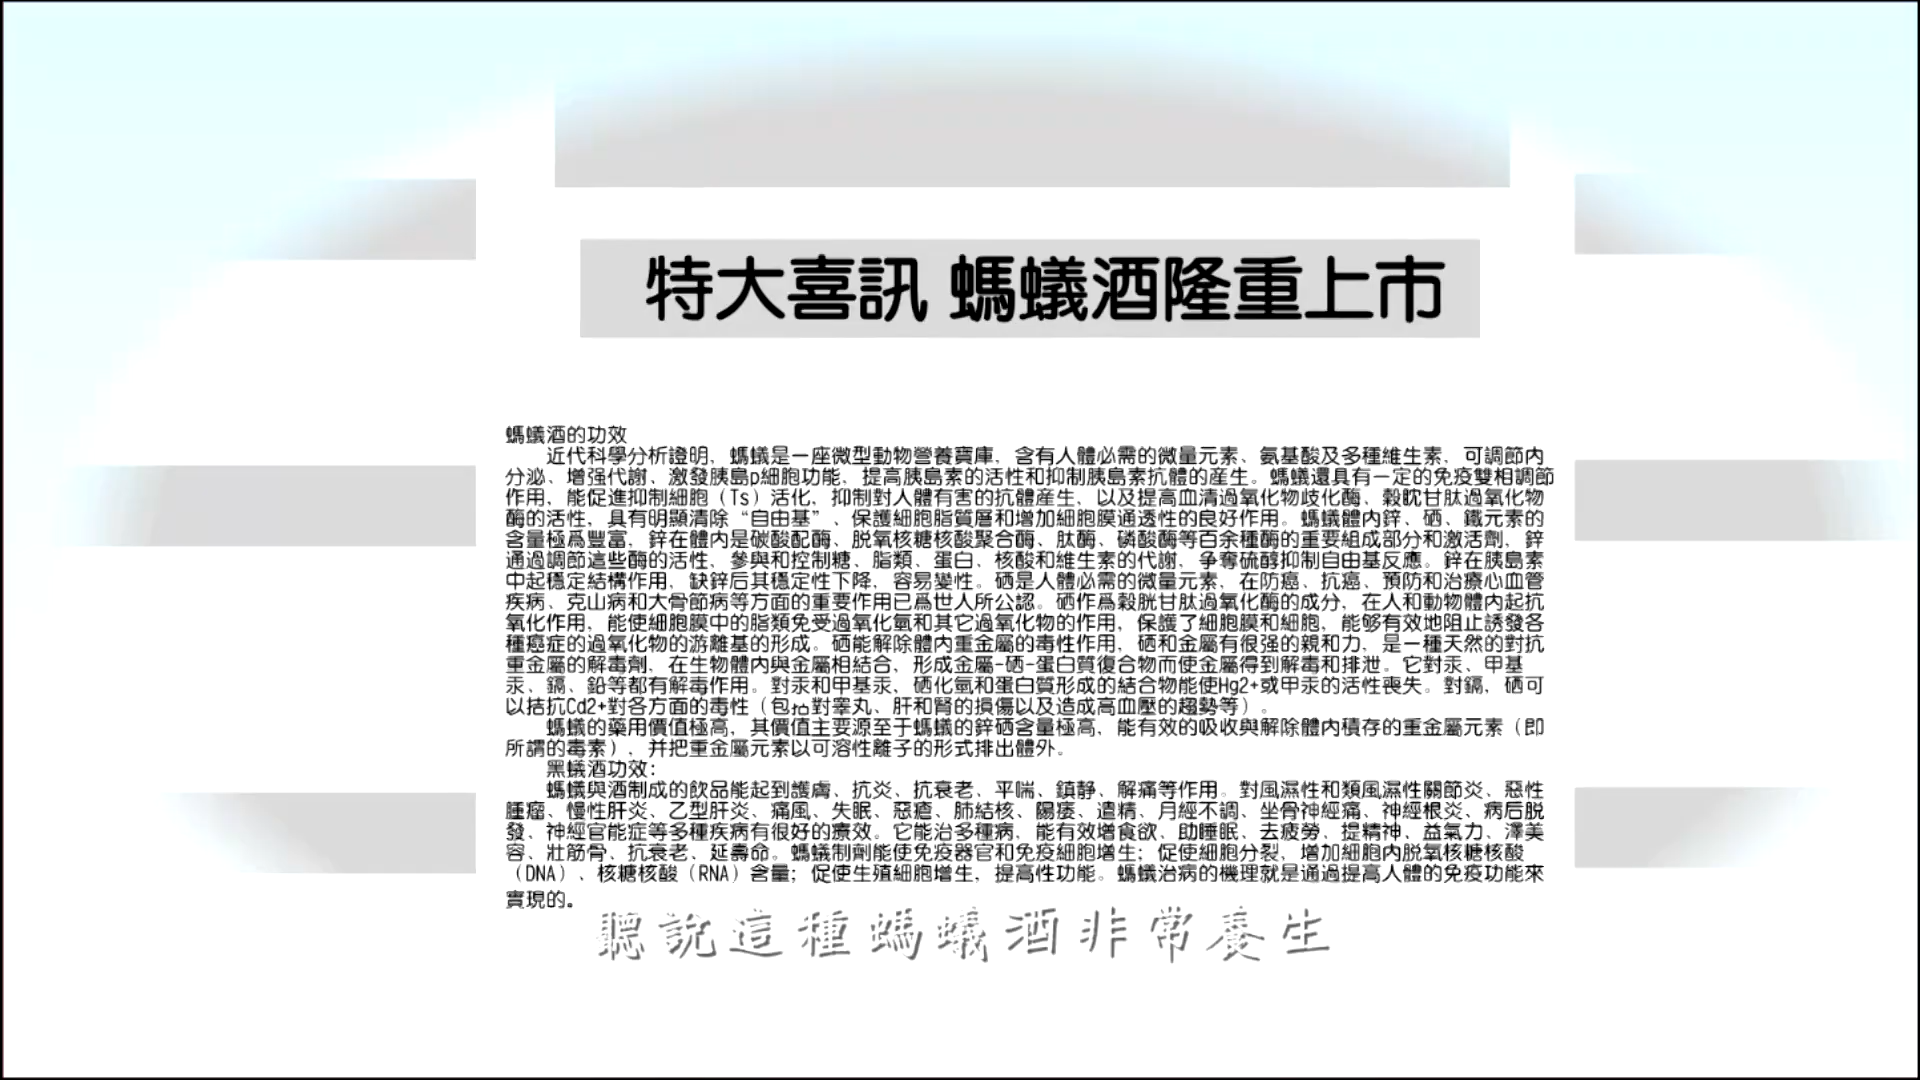 特大喜訊 螞蟻酒隆重上市
螞蟻酒的功效
近代科學分析證明，螞蟻是一座微型動物營養寶庫，含有人體必需的微量元素、氨基酸及多種維生素，可調節內
分泌、增强代謝、激發胰島p細胞功能，提高胰島素的活性和抑制胰島素抗體的産生。螞蟻還具有一定的免疫雙相調節
作用，能促進抑制細胞（Ts）活化，抑制對人體有害的抗體産生，以及提高血清過氧化物歧化酶、穀眈甘肽過氧化物
酶的活性，具有明顯清除“自由基”、保護細胞脂質層和增加細胞膜通透性的良好作用。螞蟻體内鋅、硒、鐵元素的
含量極爲豐富，鋅在體内是碳酸酐酶、脱氧核糖核酸聚合酶、肽酶、磷酸酶等百余種酶的重要組成部分和激活劑，鋅
通過調節這些酶的活性，參與和控制糖、脂類、蛋白、核酸和維生素的代謝，争奪硫醇抑制自由基反應。鋅在胰島素
中起穩定結構作用，缺鋅后其穩定性下降，容易變性。硒是人體必需的微量元素，在防癌、抗癌、預防和治療心血管
疾病、克山病和大骨節病等方面的重要作用已爲世人所公認。硒作爲穀胱甘肽過氧化酶的成分，在人和動物體内起抗
氧化作用，能使細胞膜中的脂類免受過氧化氫和其它過氧化物的作用，保護了細胞膜和細胞，能够有效地阻止誘發各
種癌症的過氧化物的游離基的形成。硒能解除體内重金屬的毒性作用，硒和金屬有很强的親和力，是一種天然的對抗
重金屬的解毒劑，在生物體内與金屬相結合，形成金屬-硒-蛋白質復合物而使金屬得到解毒和排泄。它對汞、甲基
汞、鎘、鉛等都有解毒作用。對汞和甲基汞，硒化氫和蛋白質形成的結合物能使Hg2+或甲汞的活性喪失。對鎘，硒可
以拮抗Cd2+對各方面的毒性（包括對睾丸、肝和腎的損傷以及造成高血壓的趨勢等）。
螞蟻的藥用價值極高，其價值主要源至于螞蟻的鋅硒含量極高，能有效的吸收與解除體内積存的重金屬元素（即
所謂的毒素），并把重金屬元素以可溶性離子的形式排出體外。
黑蟻酒功效：
螞蟻與酒制成的飲品能起到護膚、抗炎、抗衰老、平喘、鎮静、解痛等作用。對風濕性和類風濕性關節炎、惡性
腫瘤、慢性肝炎、乙型肝炎、痛風、失眠、惡瘡、肺結核、陽痿、遺精、月經不調、坐骨神經痛、神經根炎、病后脱
發、神經官能症等多種疾病有很好的療效。它能治多種病，能有效增食欲、助睡眠、去疲勞、提精神、益氣力、澤美
容、壯筋骨、抗衰老、延壽命。螞蟻制劑能使免疫器官和免疫細胞增生；促使細胞分裂，增加細胞内脱氧核糖核酸
（DNA）、核糖核酸（RNA）含量；促使生殖細胞增生，提高性功能。螞蟻治病的機理就是通過提高人體的免疫功能來
實現的。
聽說這種螞蟻酒非常養生